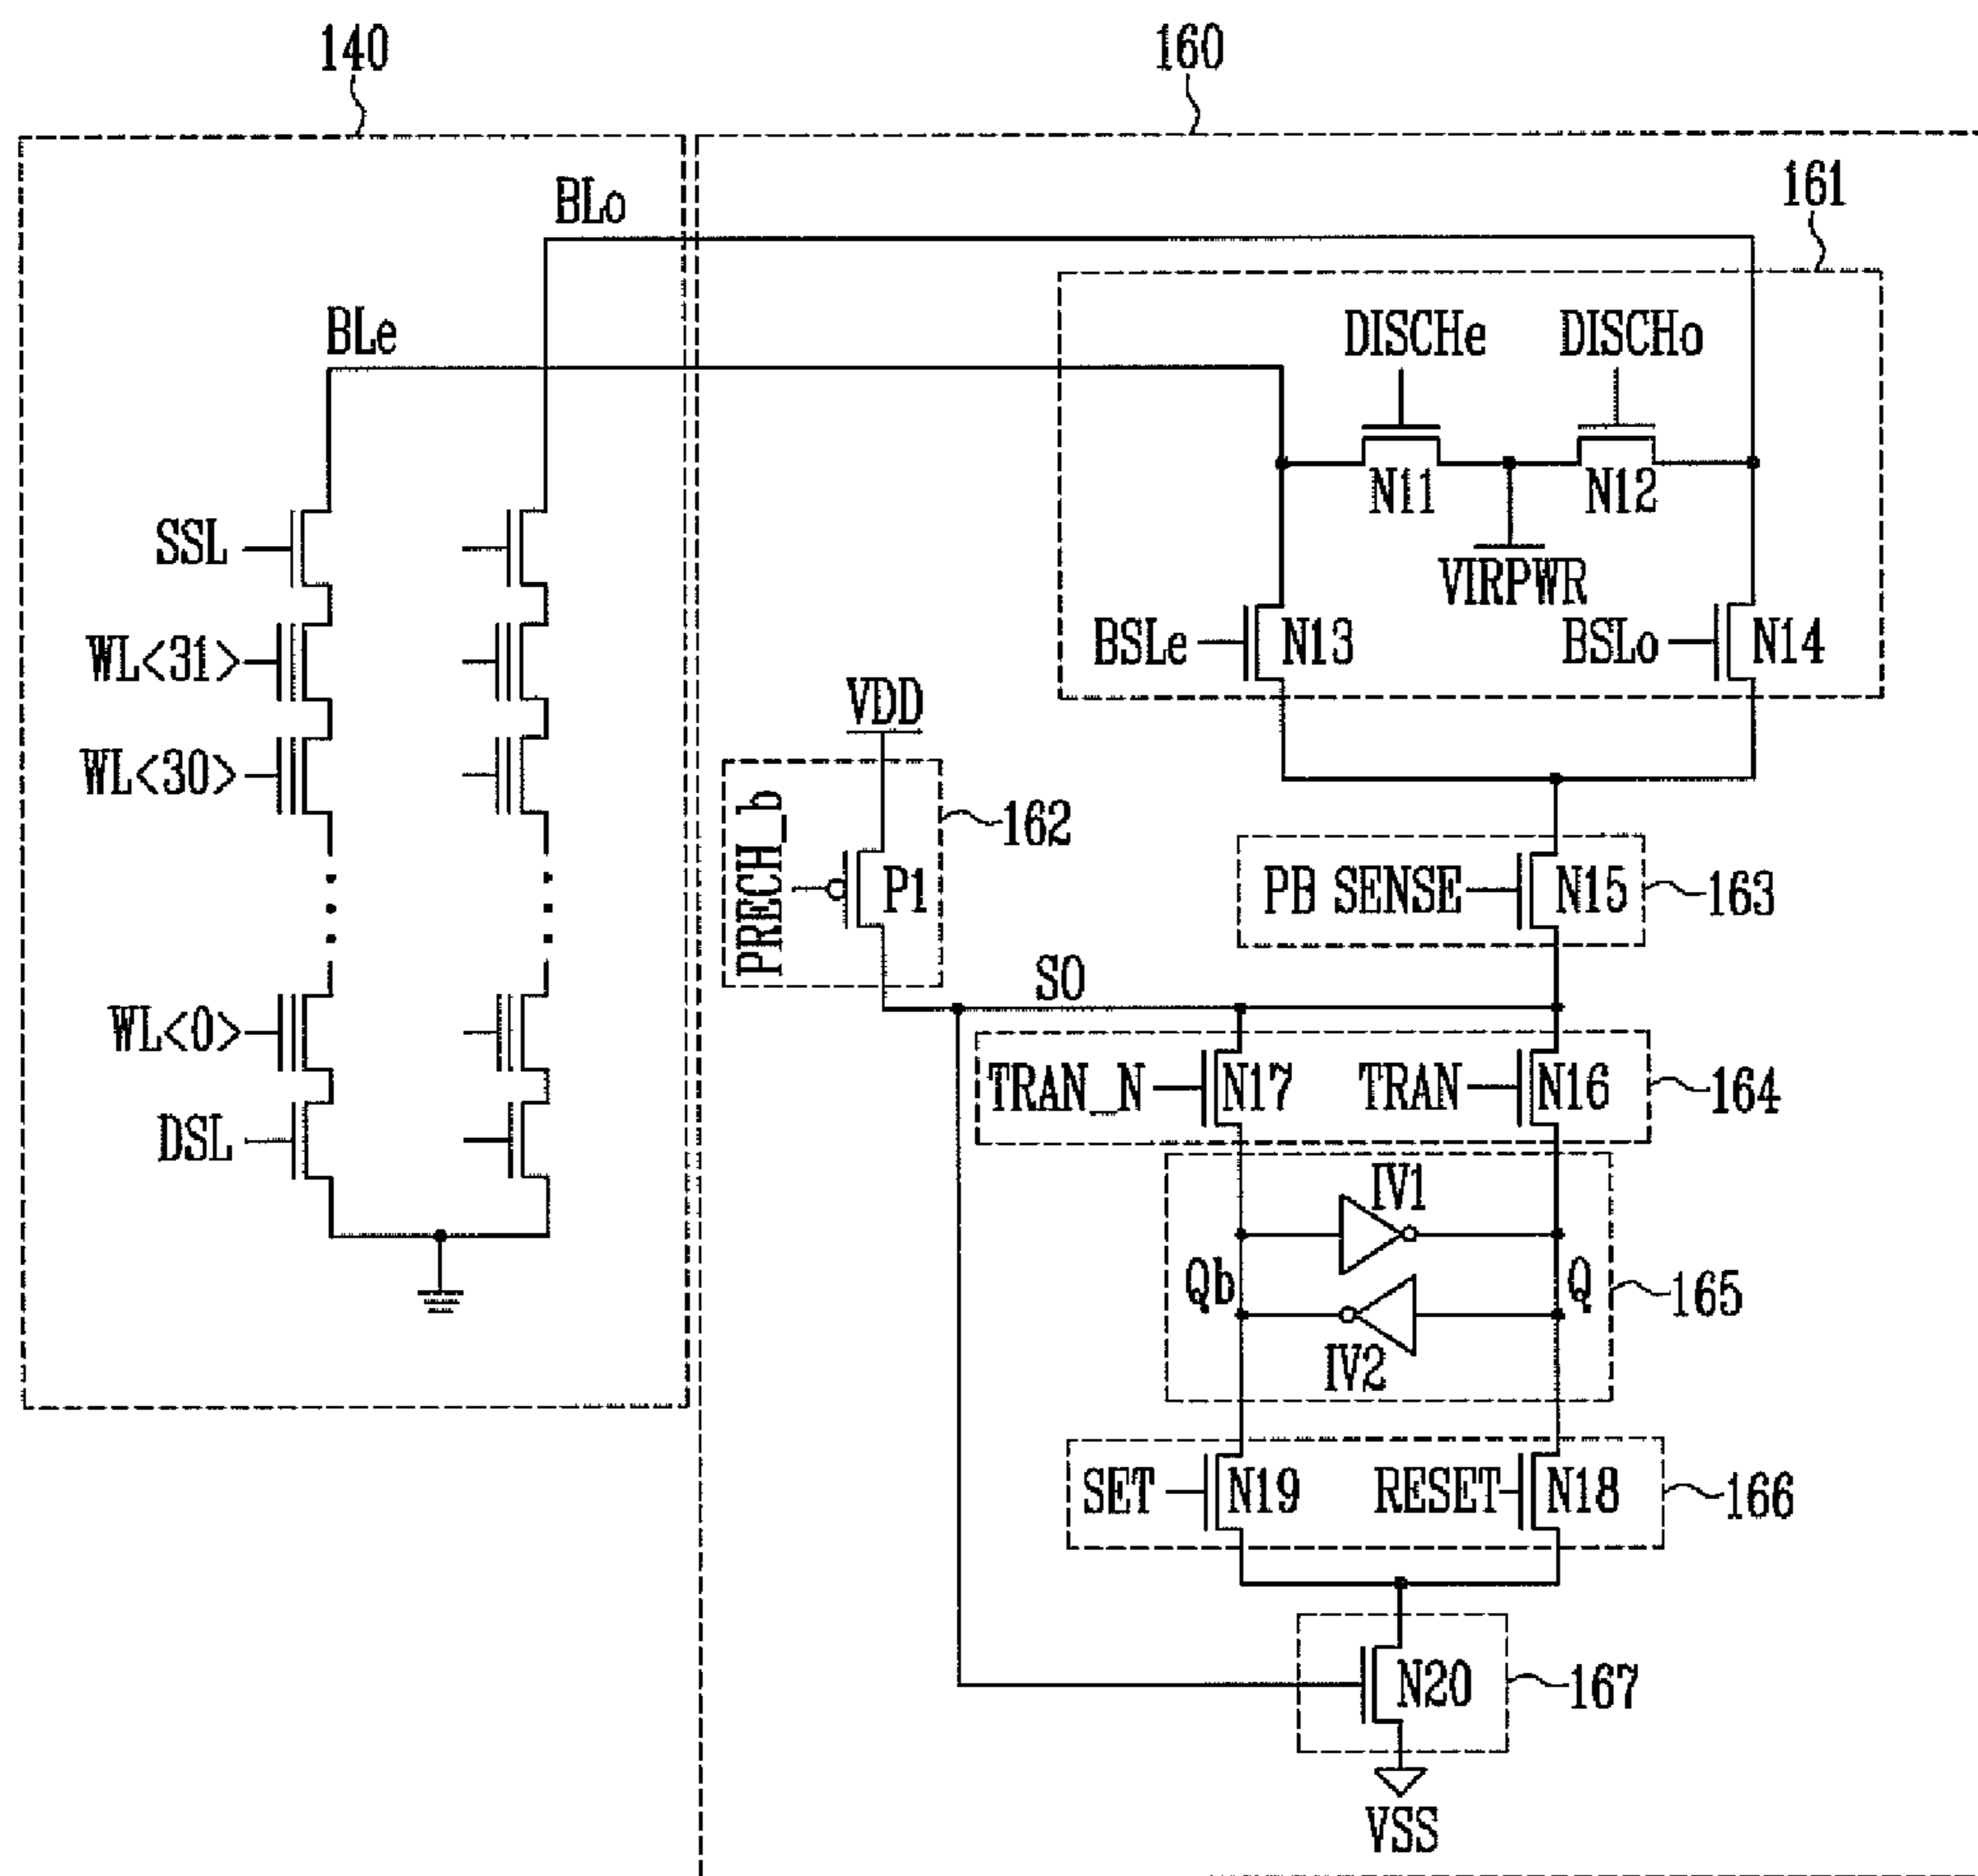 140
160
161
BLo
BLe
DISCHe
DISCHo
N11
N12
SSL
VIRPWR
WL<31>
BSLe
N13
BSLo
N14
VDD
WL<30>
PRECH_b
162
P1
PB SENSE
N15
163
SO
WL<0>
TRAN_N
N17
TRAN
N16
164
DSL
IV1
Qb
Q
165
IV2
SET
N19
RESET
N18
166
N20
167
VSS